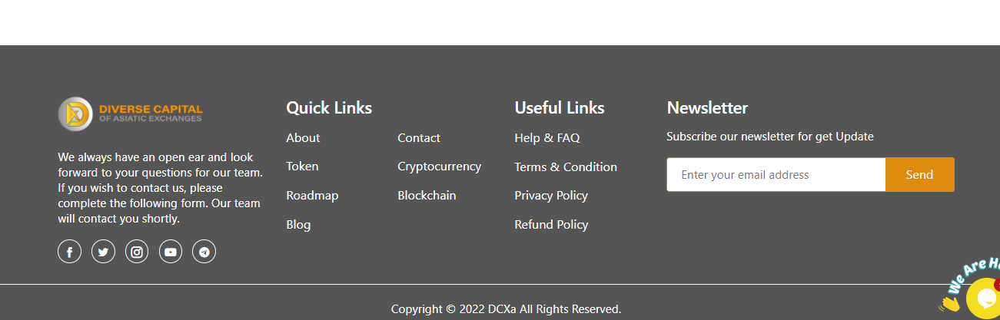 DIVERSE CAPITAL
OF ASIATIC EXCHANGES
We always have an open ear and look
forward to your questions for our team.
If you wish to contact us, please
complete the following form. Our team
will contact you shortly.
Quick Links
About
Contact
Token
Cryptocurrency
Roadmap
Blockchain
Blog
Useful Links
Help & FAQ
Terms & Condition
Privacy Policy
Refund Policy
Newsletter
Subscribe our newsletter for get Update
Enter your email address
Send
We Are
Copyright © 2022 DCXa All Rights Reserved.